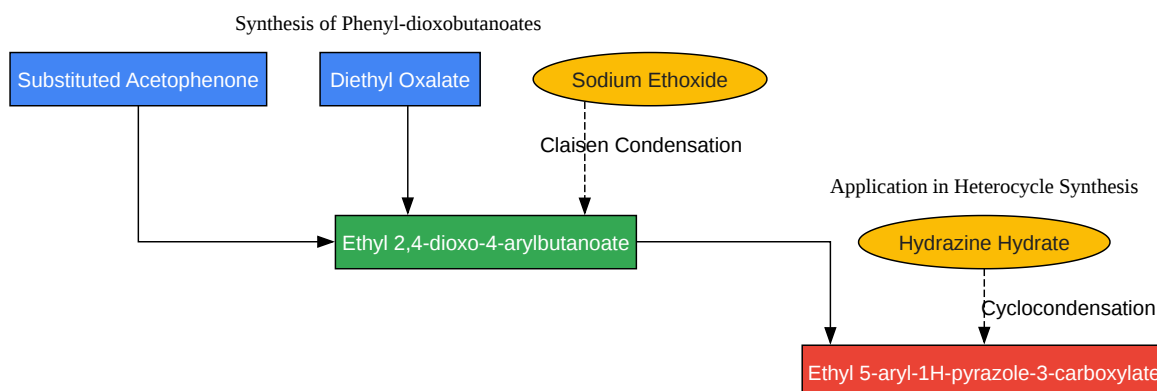 Synthesis of Phenyl-dioxobutanoates
Substituted Acetophenone
Diethyl Oxalate
Sodium Ethoxide
Claisen Condensation
Application in Heterocycle Synthesis
Ethyl 2,4-dioxo-4-arylbutanoate
Hydrazine Hydrate
Cyclocondensation
Ethyl 5-aryl-1H-pyrazole-3-carboxylate